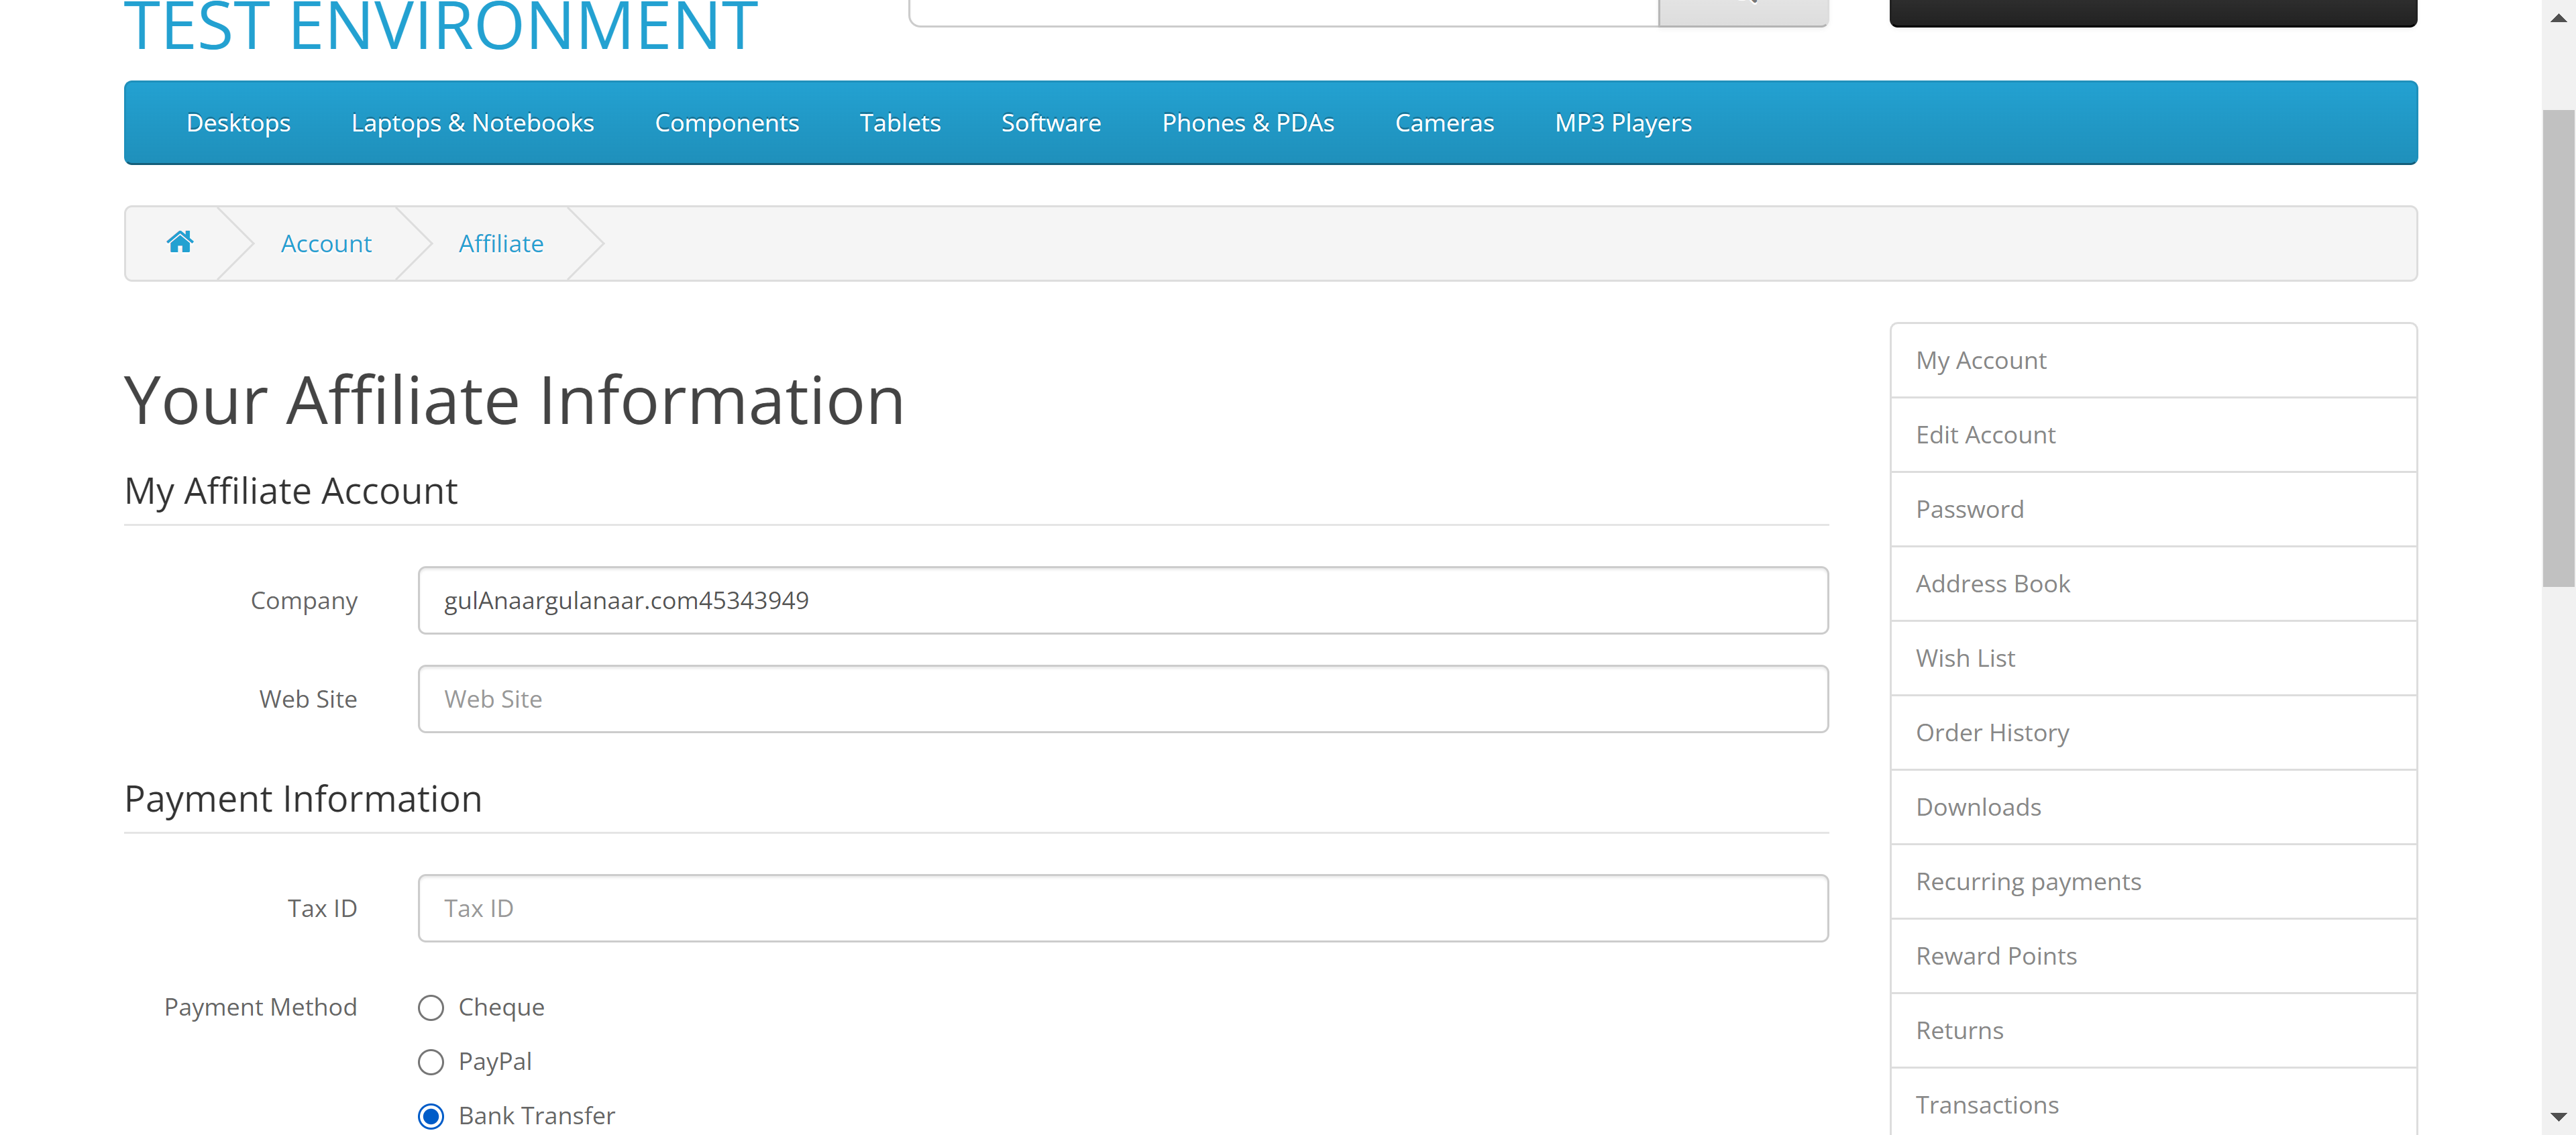 TEST ENVIRONMENT
Desktops Laptops & Notebooks Components Tablets Software Phones & PDAs Cameras MP3 Players
Account Affiliate
Your Affiliate Information
My Affiliate Account
Company gulAnaargulanaar.com45343949
Web Site Web Site
Payment Information
Tax ID Tax ID
Payment Method Cheque
PayPal
Bank Transfer
My Account
Edit Account
Password
Address Book
Wish List
Order History
Downloads
Recurring payments
Reward Points
Returns
Transactions